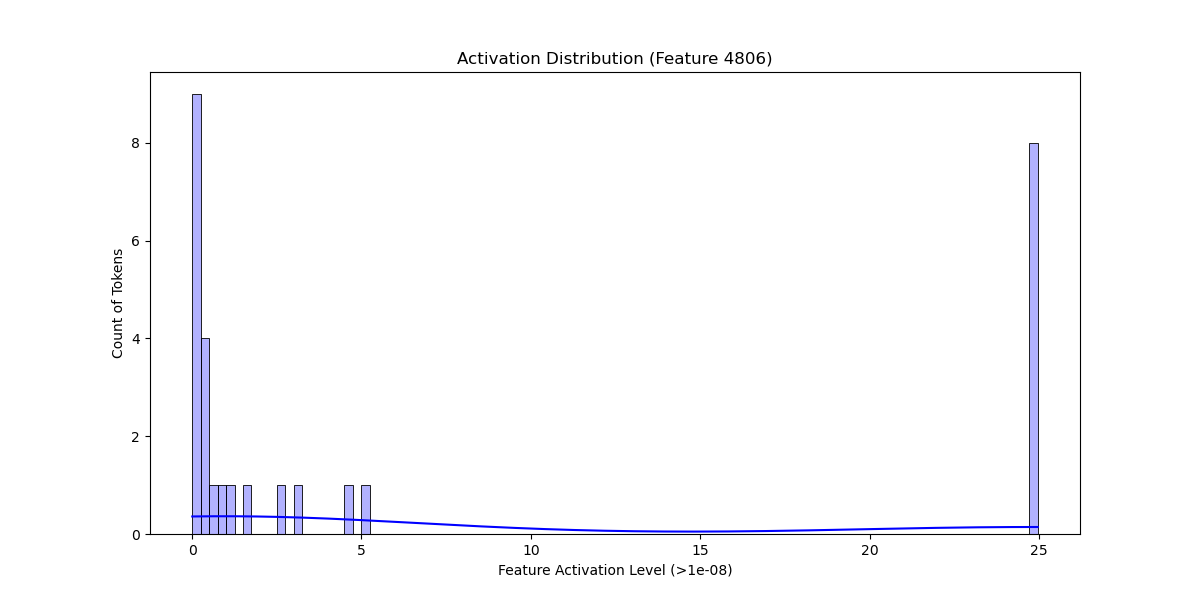 Activation Distribution (Feature 4806)
Count of Tokens
8
6
4
2
0
0 5 10 15 20 25
Feature Activation Level (>1e-08)